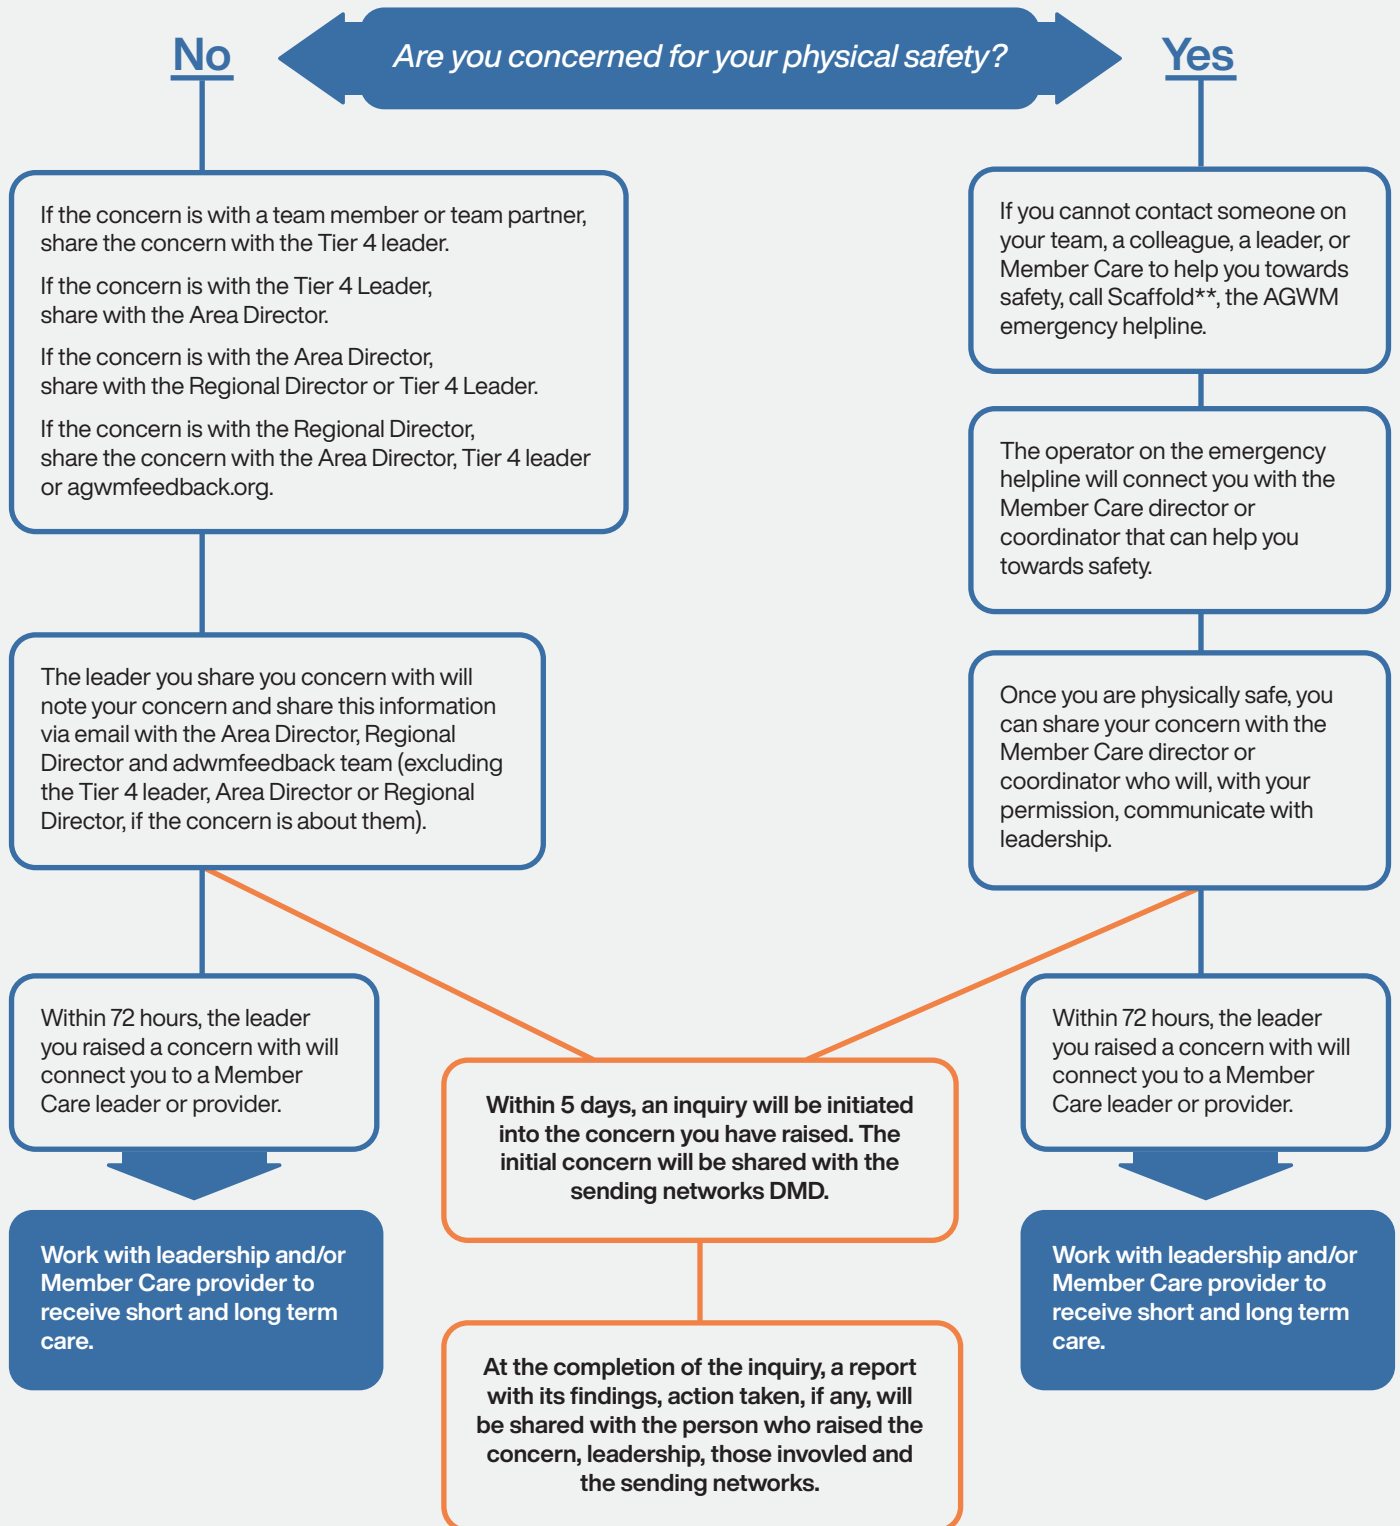 No
Are you concerned for your physical safety?
Yes
If the concern is with a team member or team partner,
share the concern with the Tier 4 leader.
If the concern is with the Tier 4 Leader,
share with the Area Director.
If the concern is with the Area Director,
share with the Regional Director or Tier 4 Leader.
If the concern is with the Regional Director,
share the concern with the Area Director, Tier 4 leader
or agwmfeedback.org.
The leader you share you concern with will
note your concern and share this information
via email with the Area Director, Regional
Director and adwmfeedback team (excluding
the Tier 4 leader, Area Director or Regional
Director, if the concern is about them).
Within 72 hours, the leader
you raised a concern with will
connect you to a Member
Care leader or provider.
Work with leadership and/or
Member Care provider to
receive short and long term
care.
If you cannot contact someone on
your team, a colleague, a leader, or
Member Care to help you towards
safety, call Scaffold**, the AGWM
emergency helpline.
The operator on the emergency
helpline will connect you with the
Member Care director or
coordinator that can help you
towards safety.
Once you are physically safe, you
can share your concern with the
Member Care director or
coordinator who will, with your
permission, communicate with
leadership.
Within 72 hours, the leader
you raised a concern with will
connect you to a Member
Care leader or provider.
Work with leadership and/or
Member Care provider to
receive short and long term
care.
Within 5 days, an inquiry will be initiated
into the concern you have raised. The
initial concern will be shared with the
sending networks DMD.
At the completion of the inquiry, a report
with its findings, action taken, if any, will
be shared with the person who raised the
concern, leadership, those invovled and
the sending networks.